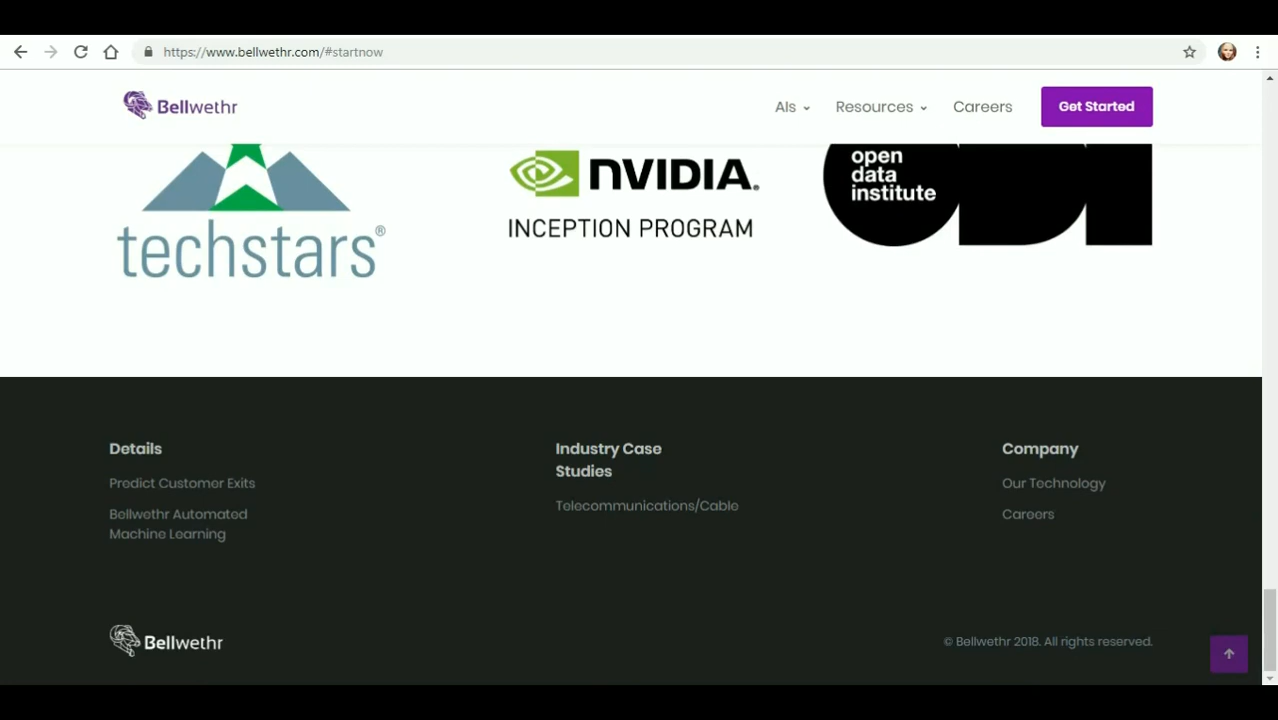 https://www.bellwethr.com/#startnow
Bellwethr
AIs
Resources
Careers
Get Started
techstars®
NVIDIA.®
INCEPTION PROGRAM
open
data
institute
Details
Predict Customer Exits
Bellwethr Automated
Machine Learning
Industry Case
Studies
Telecommunications/Cable
Company
Our Technology
Careers
Bellwethr
© Bellwethr 2018. All rights reserved.